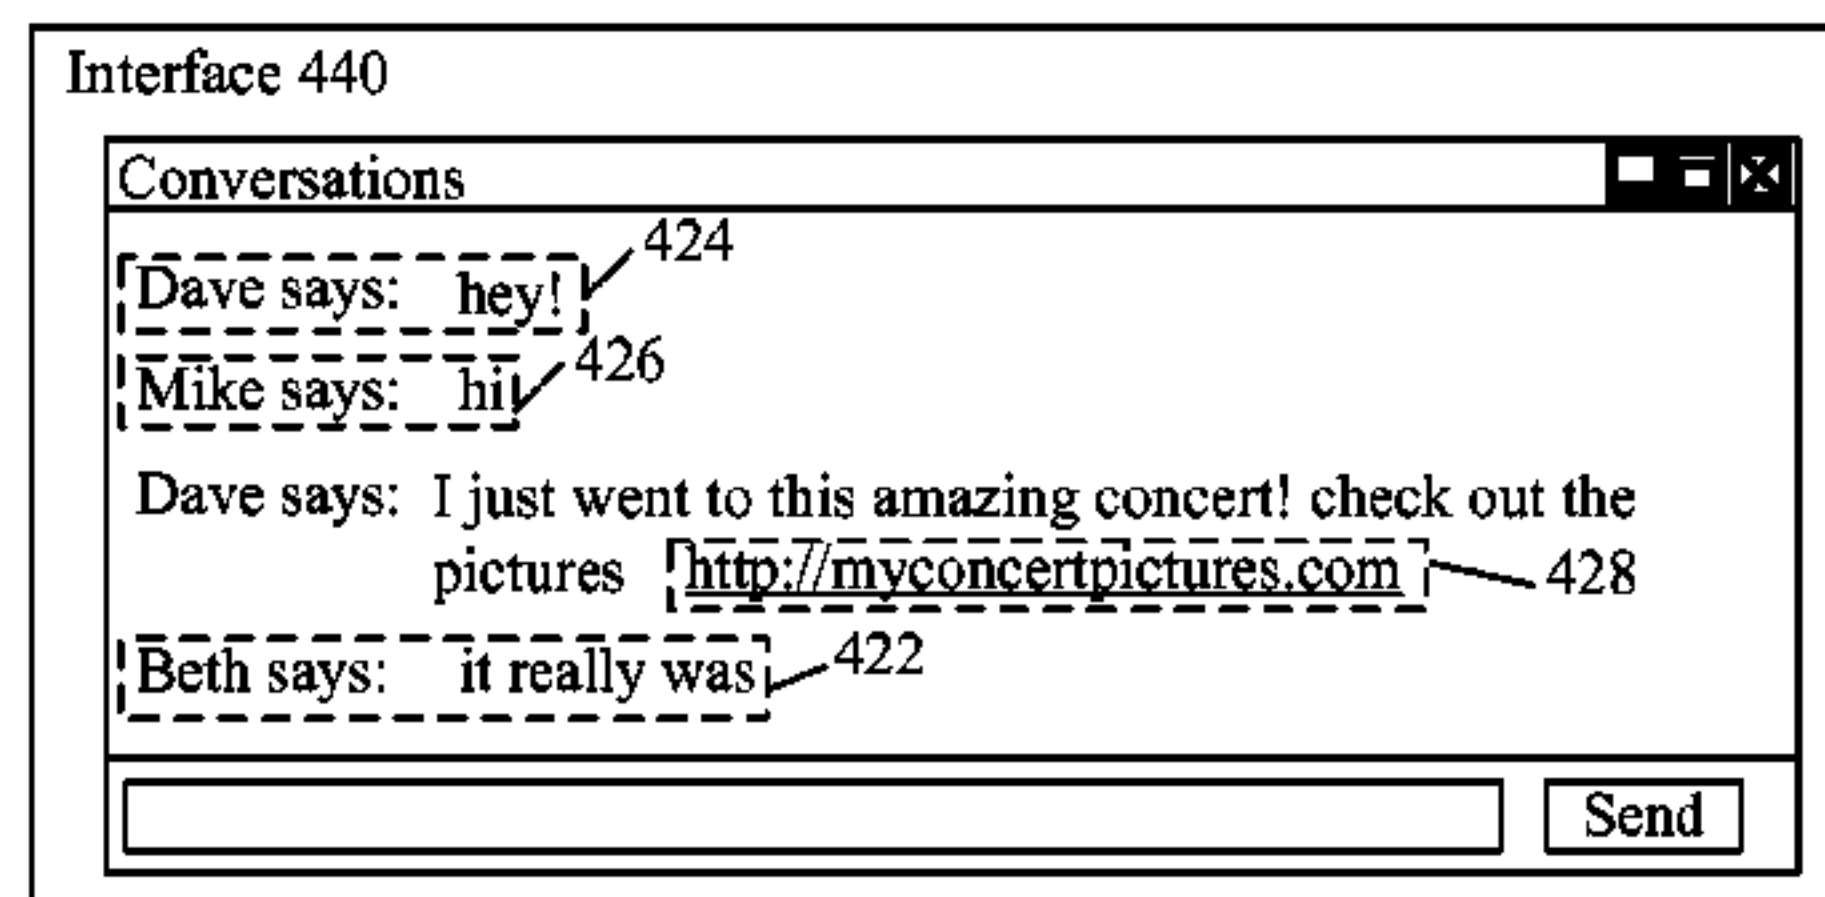 Interface 440
Conversations
424
Dave says: hey!
426
Mike says: hi
Dave says: I just went to this amazing concert! check out the
pictures http://myconcertpictures.com 428
Beth says: it really was 422
Send